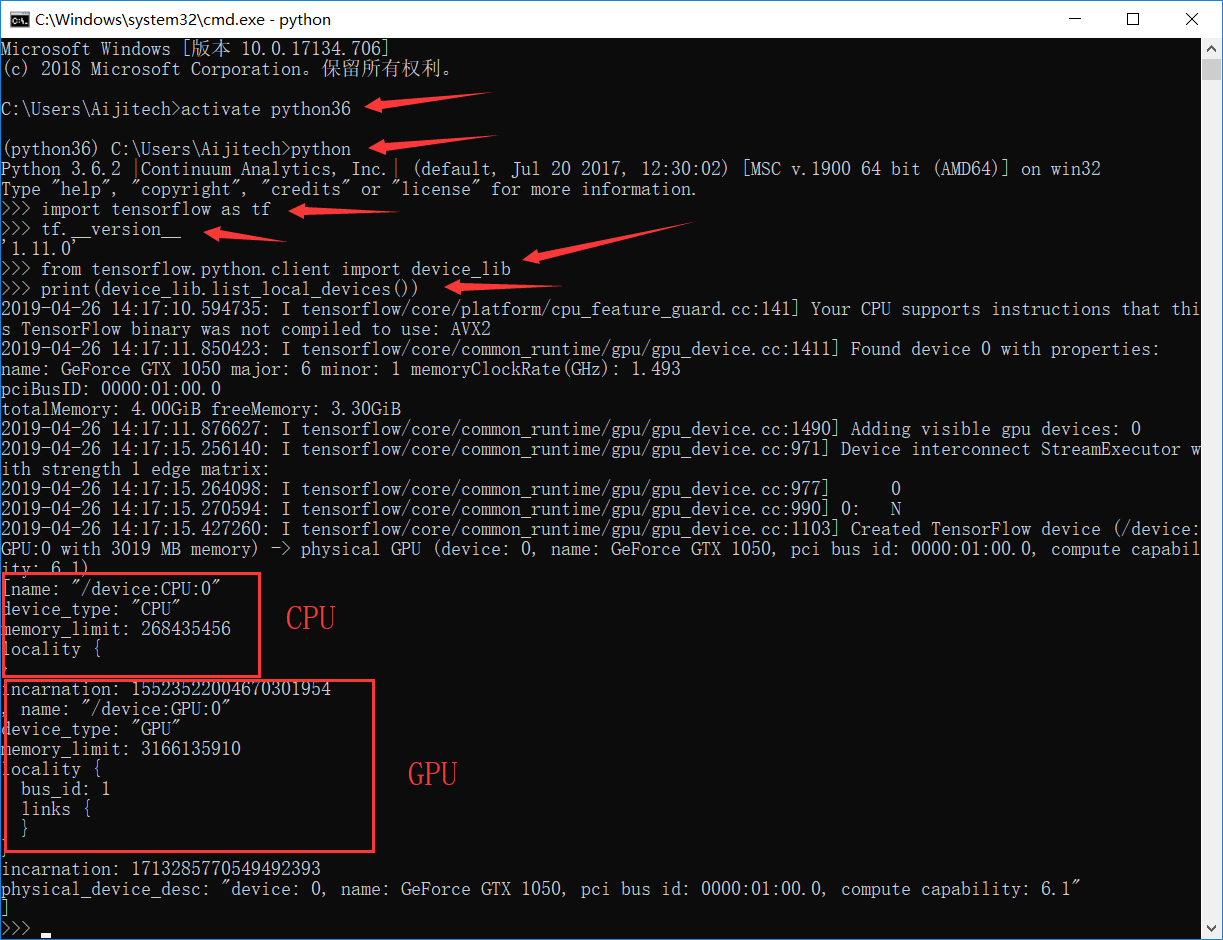 C:\Windows\system32\cmd.exe - python
Microsoft Windows [版本 10.0.17134.706]
(c) 2018 Microsoft Corporation。保留所有权利。
C:\Users\Aijitech>activate python36
(python36) C:\Users\Aijitech>python
Python 3.6.2 |Continuum Analytics, Inc.| (default, Jul 20 2017, 12:30:02) [MSC v.1900 64 bit (AMD64)] on win32
Type "help", "copyright", "credits" or "license" for more information.
>>> import tensorflow as tf
>>> tf.__version__
'1.11.0'
>>> from tensorflow.python.client import device_lib
>>> print(device_lib.list_local_devices())
2019-04-26 14:17:10.594735: I tensorflow/core/platform/cpu_feature_guard.cc:141] Your CPU supports instructions that thi
s TensorFlow binary was not compiled to use: AVX2
2019-04-26 14:17:11.850423: I tensorflow/core/common_runtime/gpu/gpu_device.cc:1411] Found device 0 with properties:
name: GeForce GTX 1050 major: 6 minor: 1 memoryClockRate(GHz): 1.493
pciBusID: 0000:01:00.0
totalMemory: 4.00GiB freeMemory: 3.30GiB
2019-04-26 14:17:11.876627: I tensorflow/core/common_runtime/gpu/gpu_device.cc:1490] Adding visible gpu devices: 0
2019-04-26 14:17:15.256140: I tensorflow/core/common_runtime/gpu/gpu_device.cc:971] Device interconnect StreamExecutor w
ith strength 1 edge matrix:
2019-04-26 14:17:15.264098: I tensorflow/core/common_runtime/gpu/gpu_device.cc:977]      0
2019-04-26 14:17:15.270594: I tensorflow/core/common_runtime/gpu/gpu_device.cc:990] 0:   N
2019-04-26 14:17:15.427260: I tensorflow/core/common_runtime/gpu/gpu_device.cc:1103] Created TensorFlow device (/device:
GPU:0 with 3019 MB memory) -> physical GPU (device: 0, name: GeForce GTX 1050, pci bus id: 0000:01:00.0, compute capabil
ity: 6.1)
[name: "/device:CPU:0"
device_type: "CPU"
CPU
memory_limit: 268435456
locality {
}
incarnation: 15523522004670301954
, name: "/device:GPU:0"
device_type: "GPU"
memory_limit: 3166135910
locality {
GPU
  bus_id: 1
  links {
  }
}
incarnation: 1713285770549492393
physical_device_desc: "device: 0, name: GeForce GTX 1050, pci bus id: 0000:01:00.0, compute capability: 6.1"
]
>>>